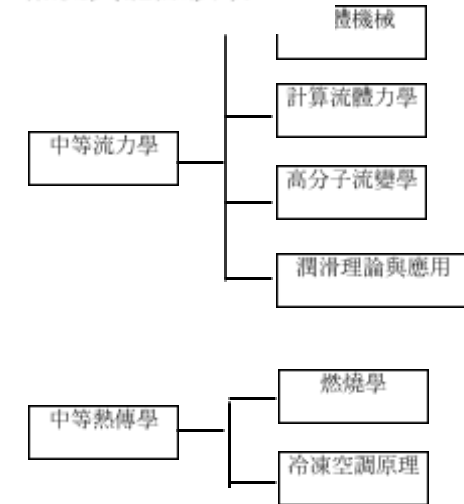 體機械
計算流體力學
中等流力學
高分子流變學
潤滑理論與應用
燃燒學
中等熱傳學
冷凍空調原理